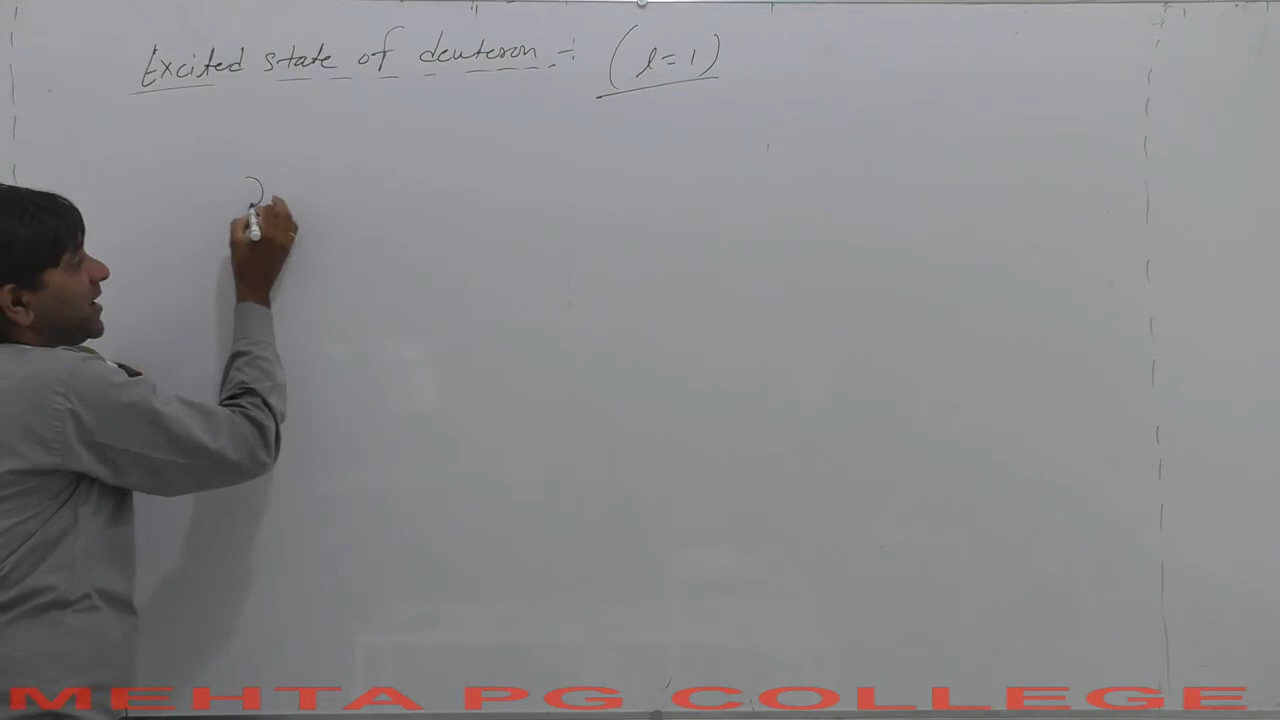 Excited state of deuteron ÷ (l = 1)
MEHTA PG COLLEGE